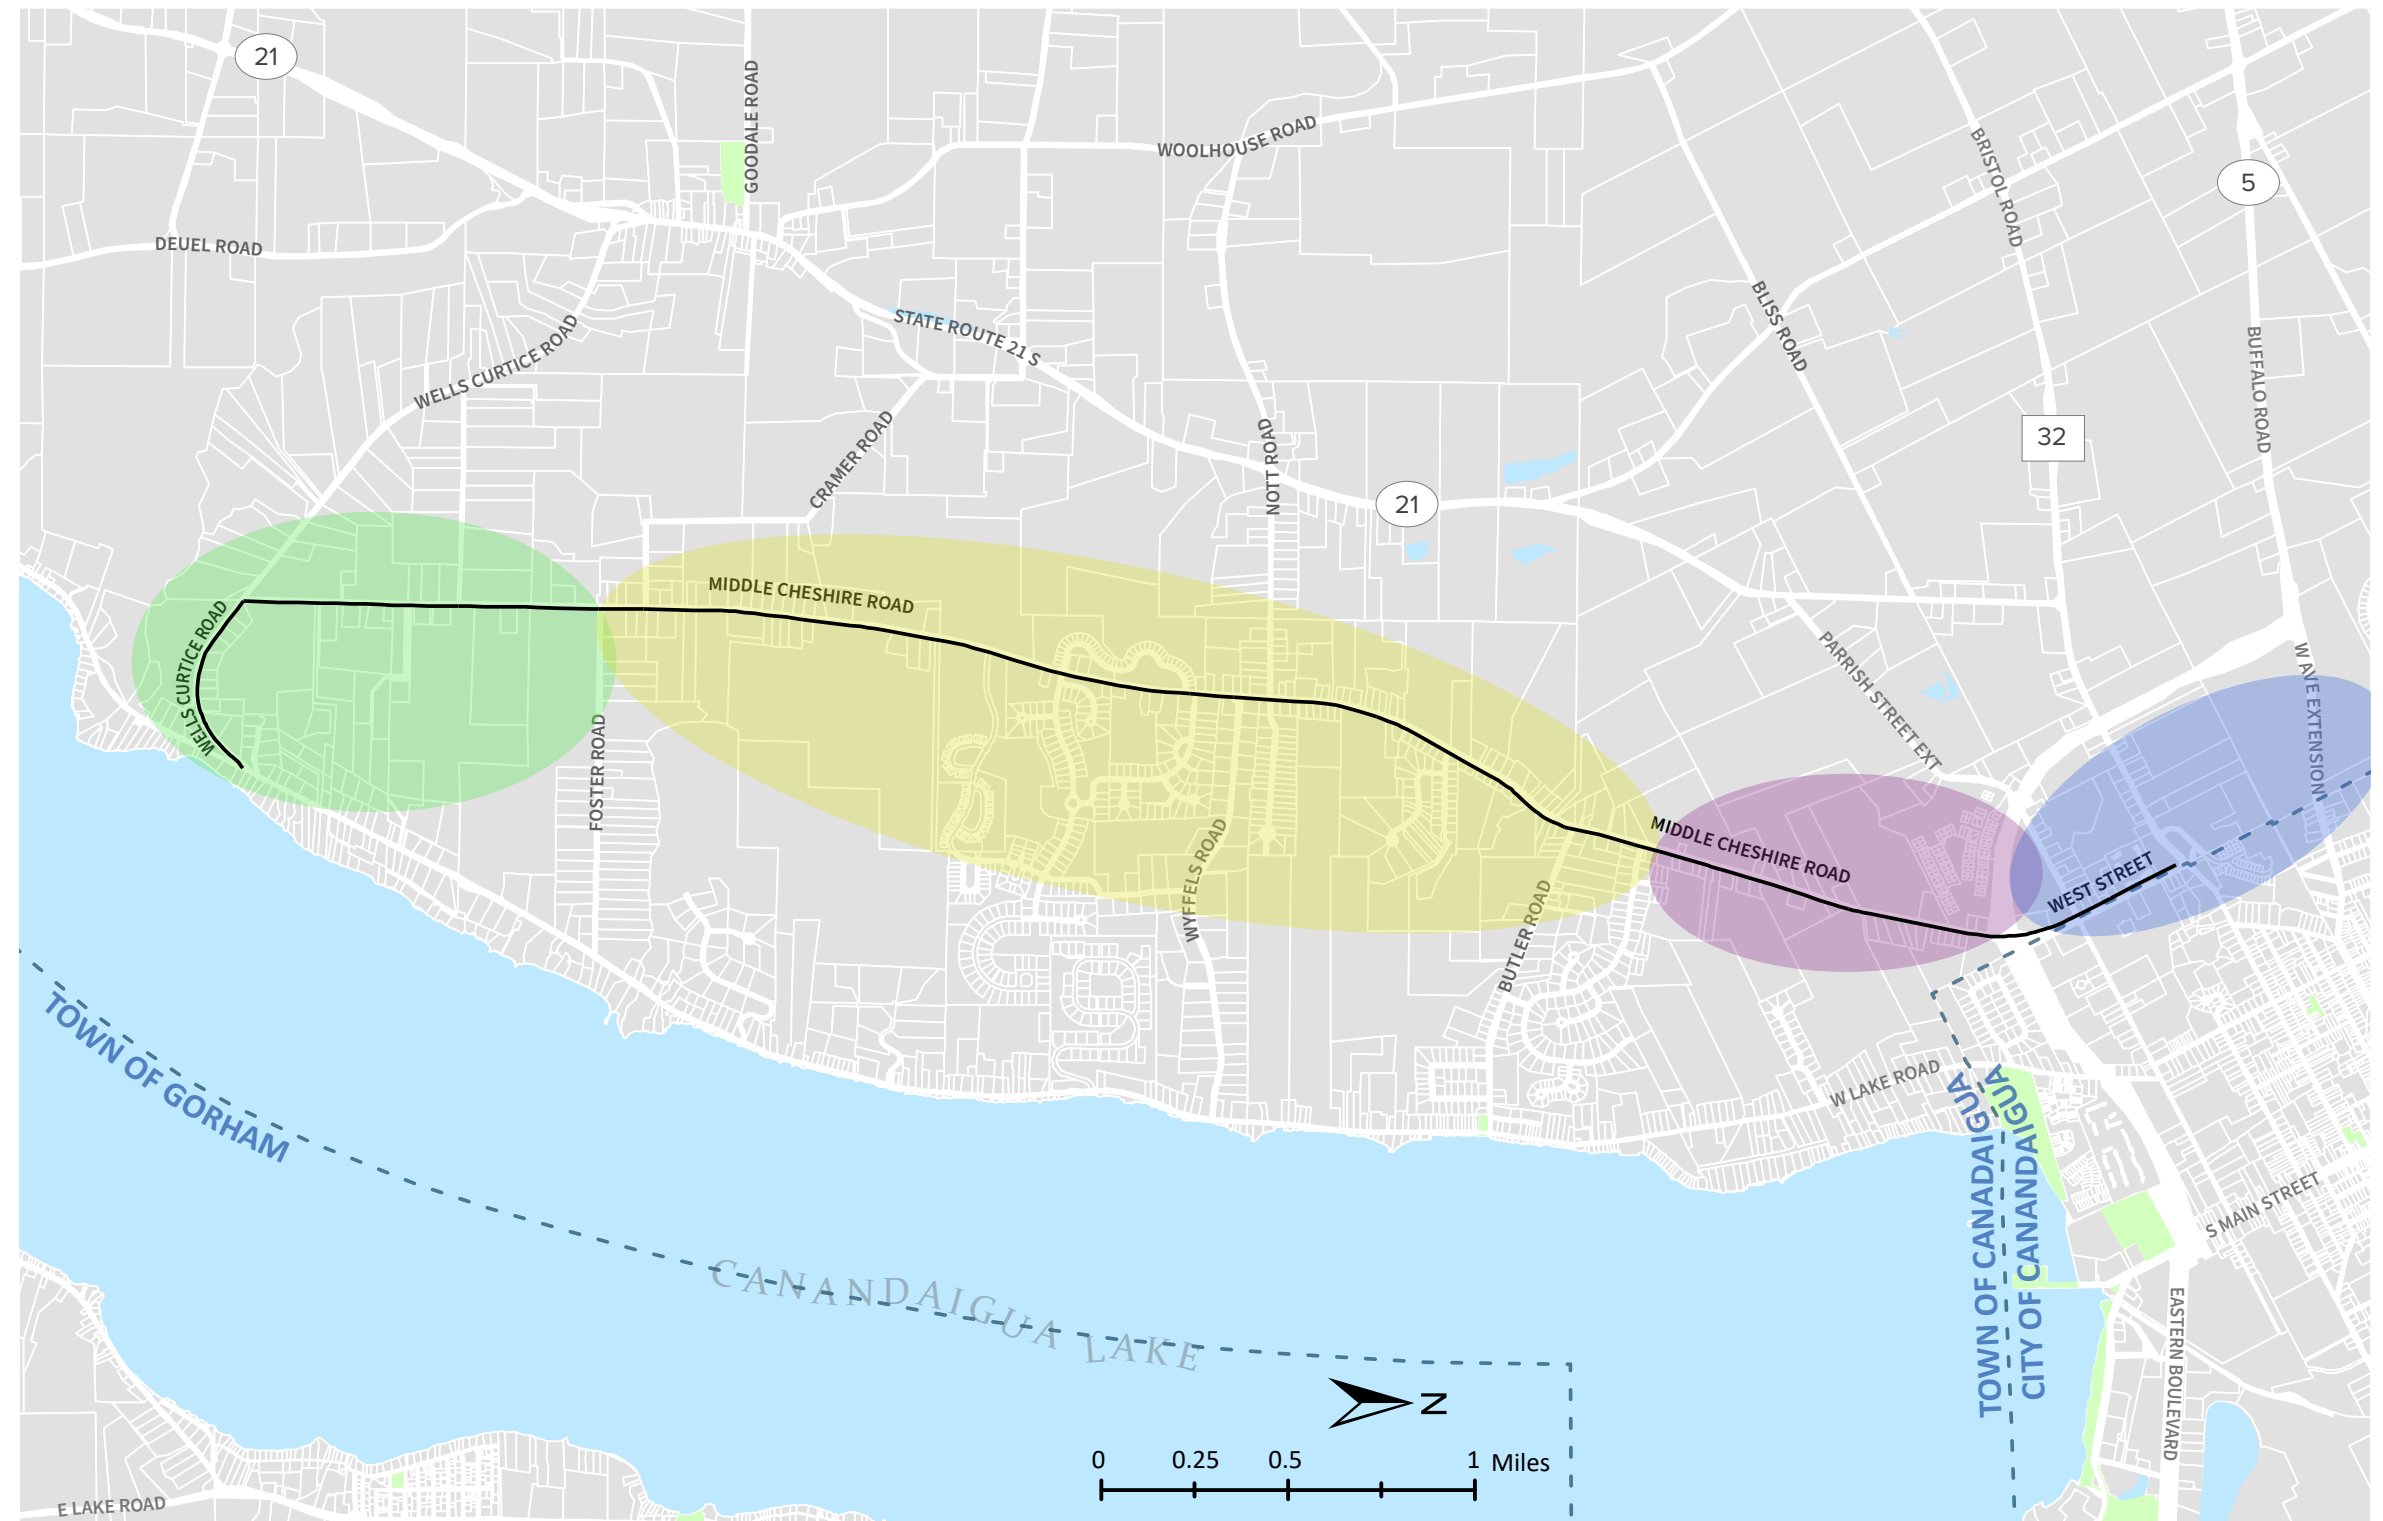 21
GOODALE ROAD
WOOLHOUSE ROAD
BRISTOL ROAD
5
DEUEL ROAD
WELLS CURTICE ROAD
STATE ROUTE 21 S
BLISS ROAD
BUFFALO ROAD
32
CRAMER ROAD
NOTT ROAD
21
MIDDLE CHESHIRE ROAD
WELLS CURTICE ROAD
PARRISH STREET EXT
W AVE EXTENSION
FOSTER ROAD
WYFFELS ROAD
MIDDLE CHESHIRE ROAD
WEST STREET
BUTLER ROAD
TOWN OF GORHAM
W LAKE ROAD
TOWN OF CANADAIGUA
CITY OF CANANDAIGUA
S MAIN STREET
CANANDAIGUA LAKE
EASTERN BOULEVARD
N
0 0.25 0.5 1 Miles
E LAKE ROAD